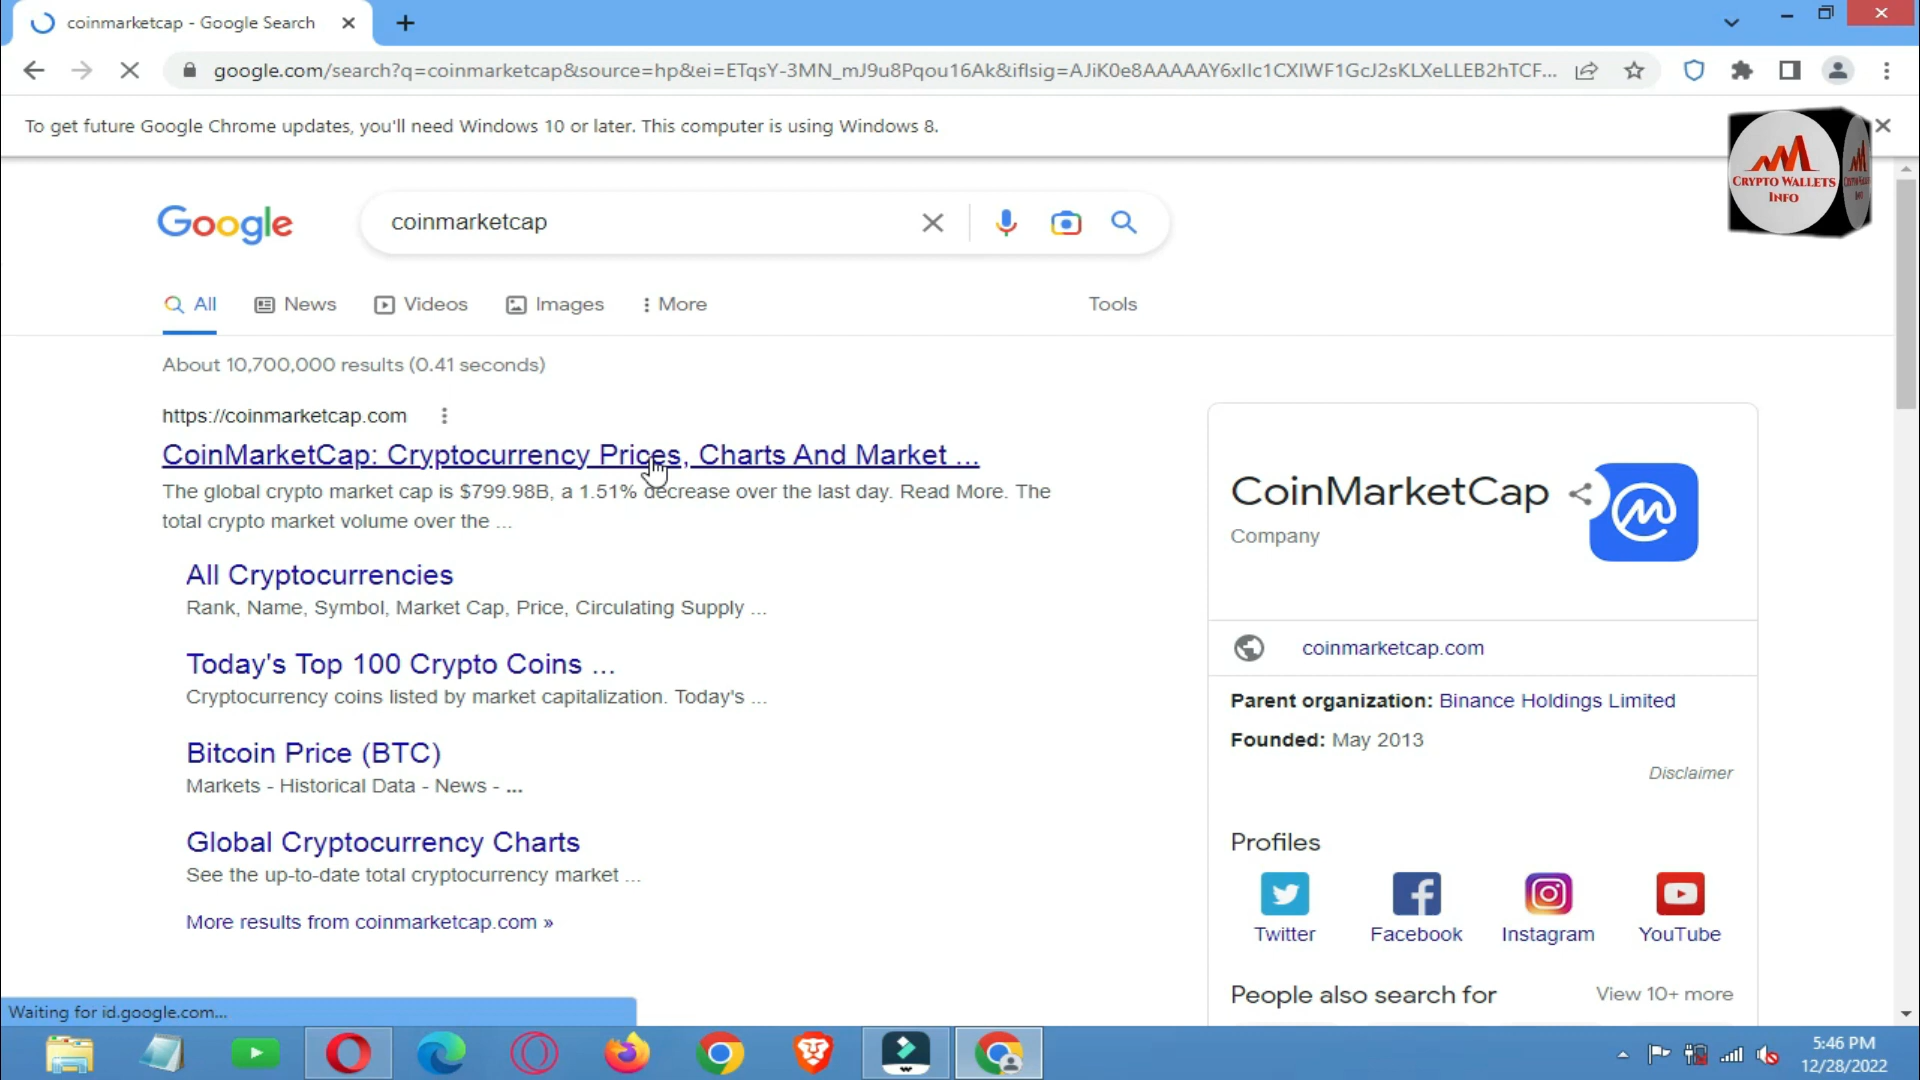 coinmarketcap - Google Search
google.com/search?q=coinmarketcap&source=hp&ei=ETqsY-3MN_mJ9u8Pqou16Ak&iflsig=AJiK0e8AAAAAY6xIIc1CXIWF1GcJ2sKLXeLLEB2hTCF...
To get future Google Chrome updates, you'll need Windows 10 or later. This computer is using Windows 8.
CRYPTO WALLETS
INFO
Google
coinmarketcap
All News Videos Images More Tools
About 10,700,000 results (0.41 seconds)
https://coinmarketcap.com
CoinMarketCap: Cryptocurrency Prices, Charts And Market ...
The global crypto market cap is $799.98B, a 1.51% decrease over the last day. Read More. The
total crypto market volume over the ...
All Cryptocurrencies
Rank, Name, Symbol, Market Cap, Price, Circulating Supply ...
Today's Top 100 Crypto Coins ...
Cryptocurrency coins listed by market capitalization. Today's ...
Bitcoin Price (BTC)
Markets - Historical Data - News - ...
Global Cryptocurrency Charts
See the up-to-date total cryptocurrency market ...
More results from coinmarketcap.com »
CoinMarketCap
Company
coinmarketcap.com
Parent organization: Binance Holdings Limited
Founded: May 2013
Disclaimer
Profiles
Twitter Facebook Instagram YouTube
People also search for View 10+ more
Waiting for id.google.com...
5:46 PM
12/28/2022